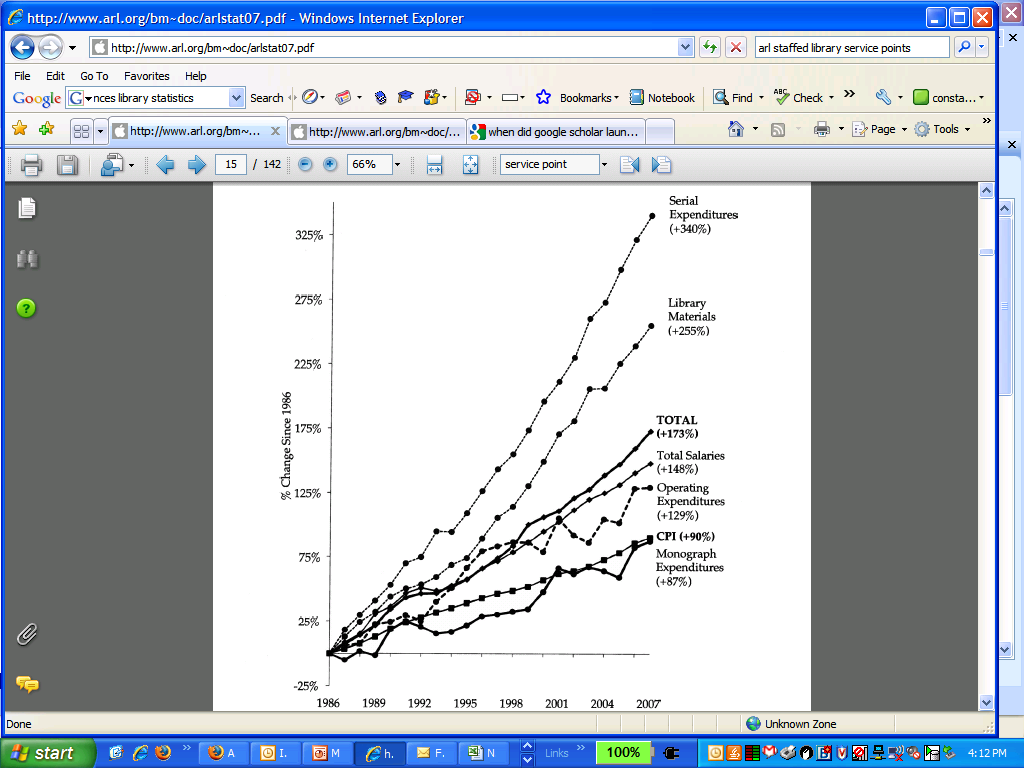 http://www.arl.org/bm~doc/arlstat07.pdf - Windows Internet Explorer
http://www.arl.org/bm~doc/arlstat07.pdf
arl staffed library service points
File Edit Go To Favorites Help
Google
G nces library statistics
Search
Bookmarks
Notebook
Find
ABC
Check
»
consta...
http://www.arl.org/bm~...
http://www.arl.org/bm~doc/...
when did google scholar laun...
Page
Tools
»
15 / 142
66%
service point
Serial
Expenditures
(+340%)
Library
Materials
(+255%)
TOTAL
(+173%)
Total Salaries
(+148%)
Operating
Expenditures
(+129%)
CPI (+90%)
Monograph
Expenditures
(+87%)
% Change Since 1986
325%
275%
225%
175%
125%
75%
25%
-25%
1986 1989 1992 1995 1998 2001 2004 2007
Done
Unknown Zone
start
»
A
I.
M
h.
F.
N
Links »
100%
4:12 PM